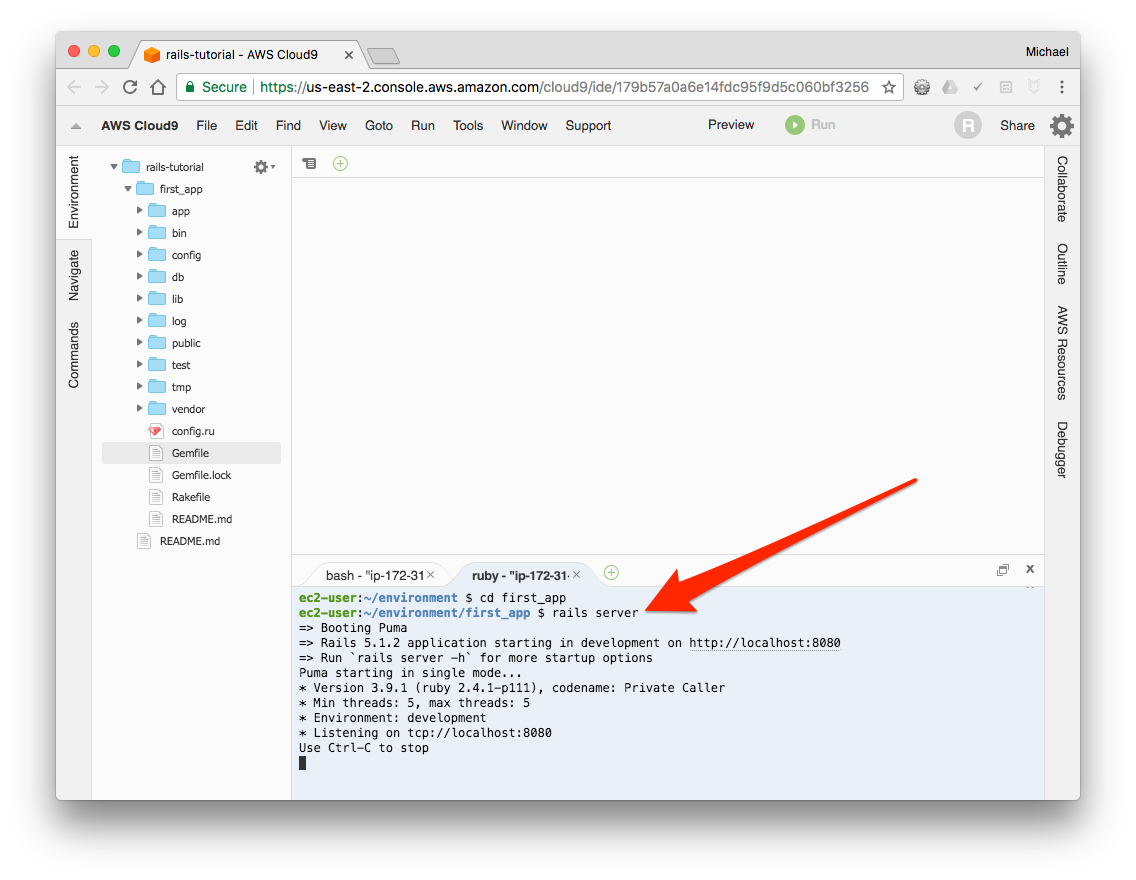 rails-tutorial - AWS Cloud9
Michael
Secure https://us-east-2.console.aws.amazon.com/cloud9/ide/179b57a0a6e14fdc95f9d5c060bf3256
AWS Cloud9 File Edit Find View Goto Run Tools Window Support Preview Run R Share
Environment
Navigate
Commands
rails-tutorial
first_app
app
bin
config
db
lib
log
public
test
tmp
vendor
config.ru
Gemfile
Gemfile.lock
Rakefile
README.md
README.md
Collaborate
Outline
AWS Resources
Debugger
bash - "ip-172-31 ruby - "ip-172-31-
ec2-user:~/environment $ cd first_app
ec2-user:~/environment/first_app $ rails server
=> Booting Puma
=> Rails 5.1.2 application starting in development on http://localhost:8080
=> Run `rails server -h` for more startup options
Puma starting in single mode...
* Version 3.9.1 (ruby 2.4.1-p111), codename: Private Caller
* Min threads: 5, max threads: 5
* Environment: development
* Listening on tcp://localhost:8080
Use Ctrl-C to stop